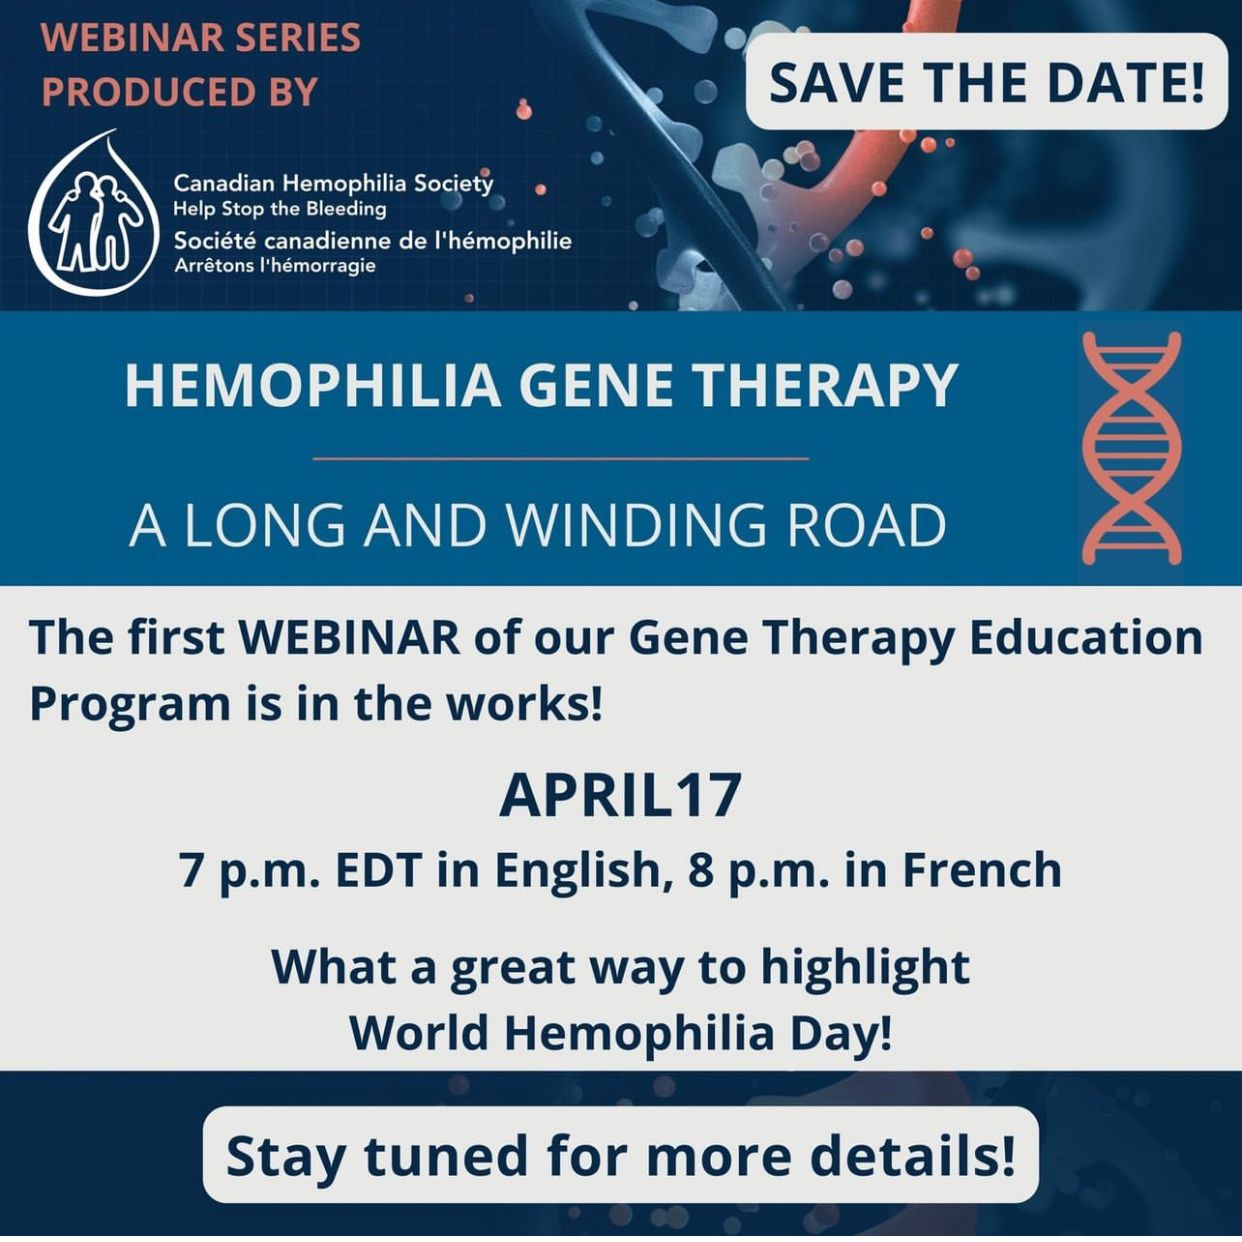 WEBINAR SERIES
PRODUCED BY
SAVE THE DATE!
Canadian Hemophilia Society
Help Stop the Bleeding
Société canadienne de l'hémophilie
Arrêtons l'hémorragie
HEMOPHILIA GENE THERAPY
A LONG AND WINDING ROAD
The first WEBINAR of our Gene Therapy Education
Program is in the works!
APRIL17
7 p.m. EDT in English, 8 p.m. in French
What a great way to highlight
World Hemophilia Day!
Stay tuned for more details!